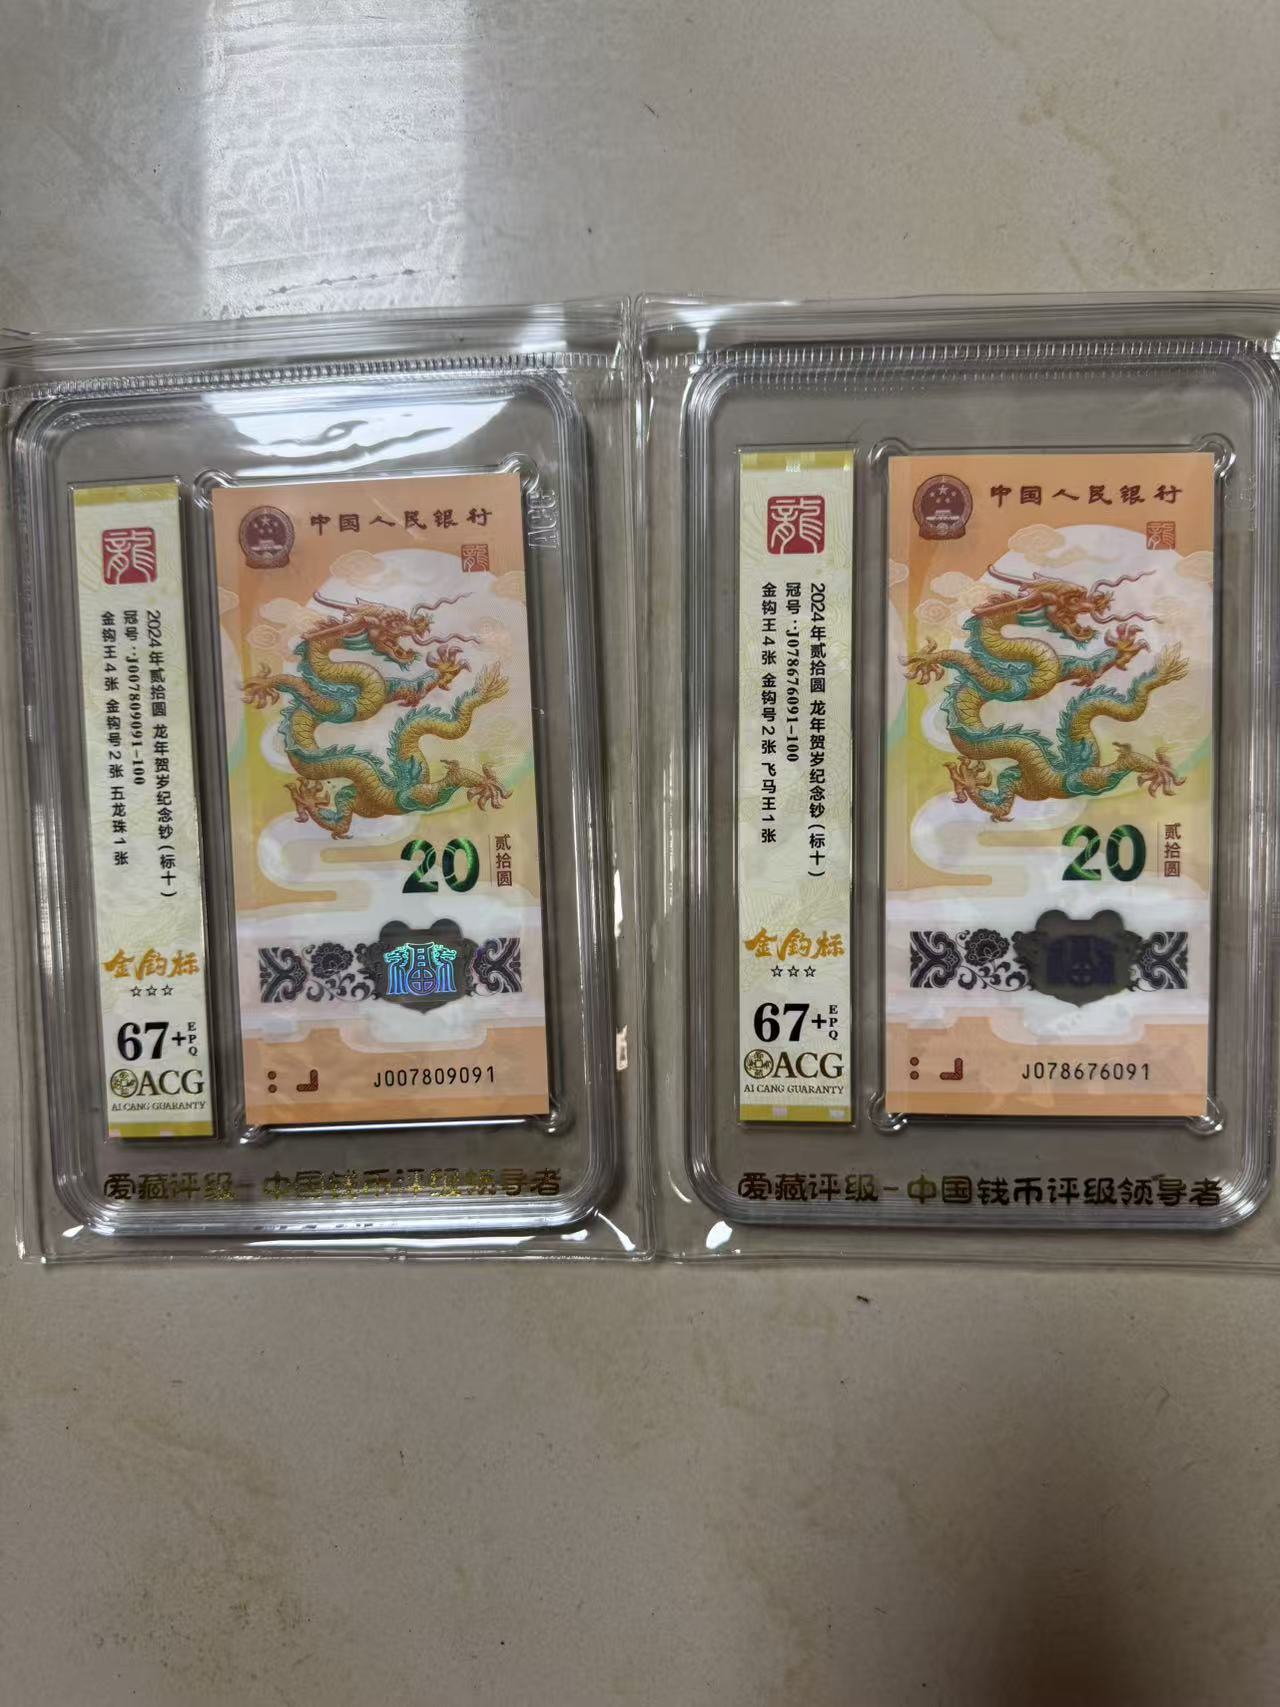 龍
2024年贰拾圆 龙年贺岁纪念钞(标十)
冠号:J007809091-100
金钩王4张 金钩号2张 五龙珠1张
金钩标
☆☆☆
67+EPQ
ACG
AI CANG GUARANTY
中国人民银行
龍
20
贰拾圆
J007809091
ACG
爱藏评级-中国钱币评级领导者
龍
2024年贰拾圆 龙年贺岁纪念钞(标十)
冠号:J078676091-100
金钩王4张 金钩号2张 飞马王1张
金钩标
☆☆☆
67+EPQ
ACG
AI CANG GUARANTY
中国人民银行
龍
20
贰拾圆
J078676091
ACG
爱藏评级-中国钱币评级领导者